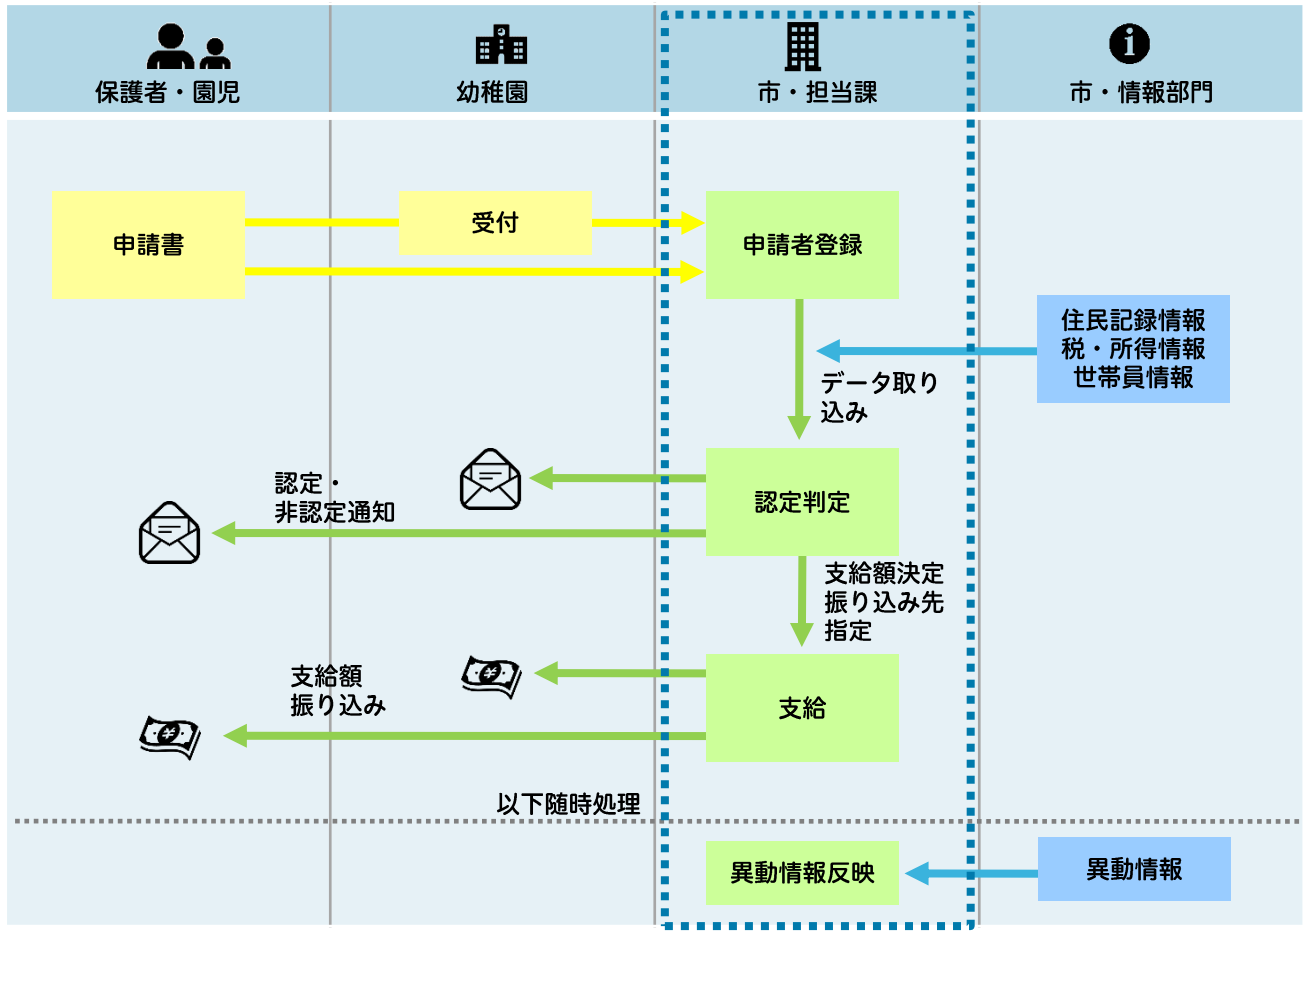 保護者・園児
幼稚園
市・担当課
市・情報部門
申請書
受付
申請者登録
住民記録情報
税・所得情報
世帯員情報
データ取り
込み
認定・
非認定通知
認定判定
支給額決定
振り込み先
指定
支給額
振り込み
支給
以下随時処理
異動情報反映
異動情報